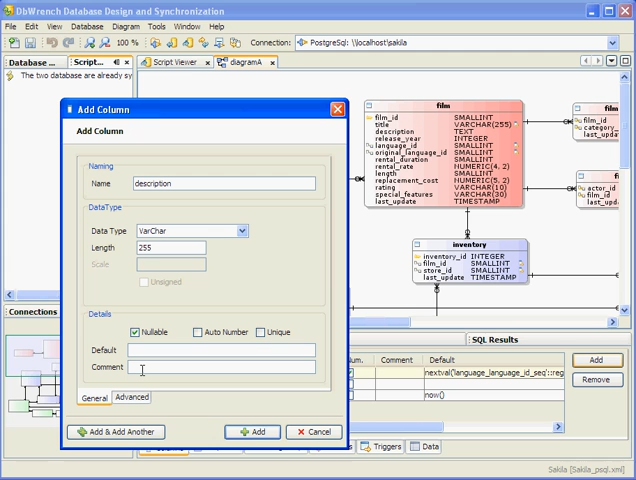 DbWrench Database Design and Synchronization
File Edit View Database Diagram Tools Help
100 % Connection: PostgreSql: \\localhost\sakila
Database ... Script... Script Viewer diagramA
The two database are already sy
Add Column
Add Column
Naming
Name description
DataType
Data Type VarChar
Length 255
Scale
Unsigned
Details
Nullable Auto Number Unique
Default
Comment
General Advanced
Add & Add Another Add Cancel
film
film_id SMALLINT
title VARCHAR(255)
description TEXT
release_year INTEGER
language_id SMALLINT
original_language_id SMALLINT
rental_duration SMALLINT
rental_rate NUMERIC(4, 2)
length SMALLINT
replacement_cost NUMERIC(5, 2)
rating VARCHAR(10)
special_features VARCHAR(30)
last_update TIMESTAMP
film
film_id
category_
last_upda
f
actor_id
film_id
last_upda
inventory
inventory_id INTEGER
film_id SMALLINT
store_id SMALLINT
last_update TIMESTAMP
Connections
SQL Results
um. Comment Default
nextval('language_language_id_seq'::reg
now()
Add
Remove
Triggers Data
Sakila [Sakila_psql.xml]